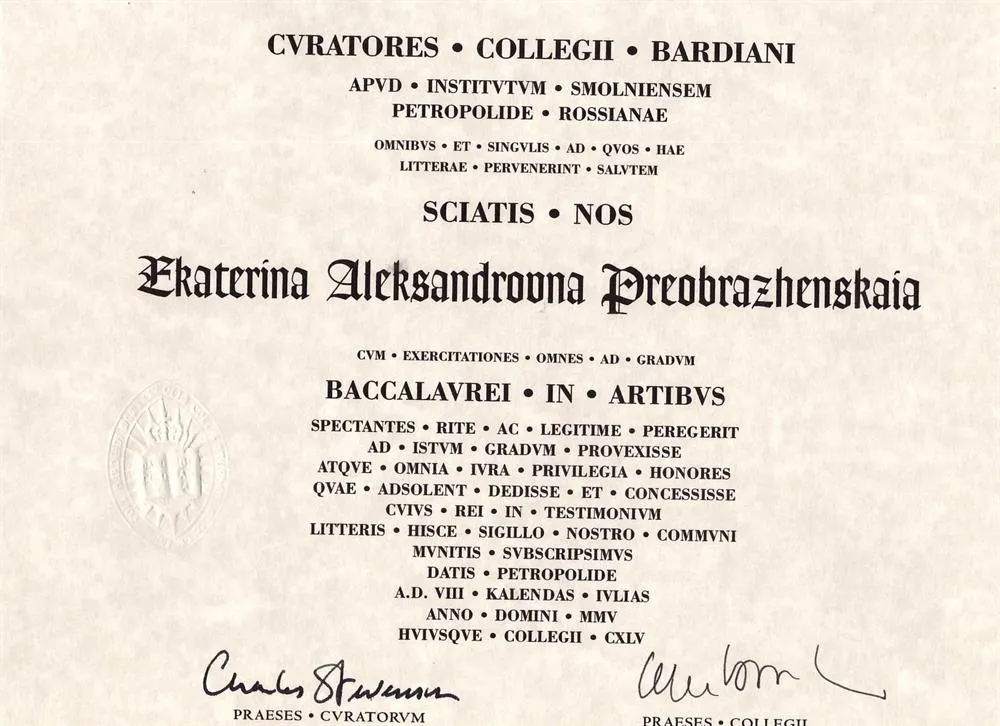 CVRATORES • COLLEGII • BARDIANI
APVD • INSTITVTVM • SMOLNIENSEM
PETROPOLIDE • ROSSIANAE
OMNIBVS • ET • SINGVLIS • AD • QVOS • HAE
LITTERAE • PERVENERINT • SALVTEM
SCIATIS • NOS
Ekaterina Aleksandrovna Preobrazhenskaia
CVM • EXERCITATIONES • OMNES • AD • GRADVM
BACCALAVREI • IN • ARTIBVS
SPECTANTES • RITE • AC • LEGITIME • PEREGERIT
AD • ISTVM • GRADVM • PROVEXISSE
ATQVE • OMNIA • IVRA • PRIVILEGIA • HONORES
QVAE • ADSOLENT • DEDISSE • ET • CONCESSISSE
CVIVS • REI • IN • TESTIMONIVM
LITTERIS • HISCE • SIGILLO • NOSTRO • COMMVNI
MVNITIS • SVBSCRIPSIMVS
DATIS • PETROPOLIDE
A.D. VIII • KALENDAS • IVLIAS
ANNO • DOMINI • MMV
HVIVSQVE • COLLEGII • CXLV
Charles Stevenson
PRAESES • CVRATORVM
PRAESES • COLLEGII